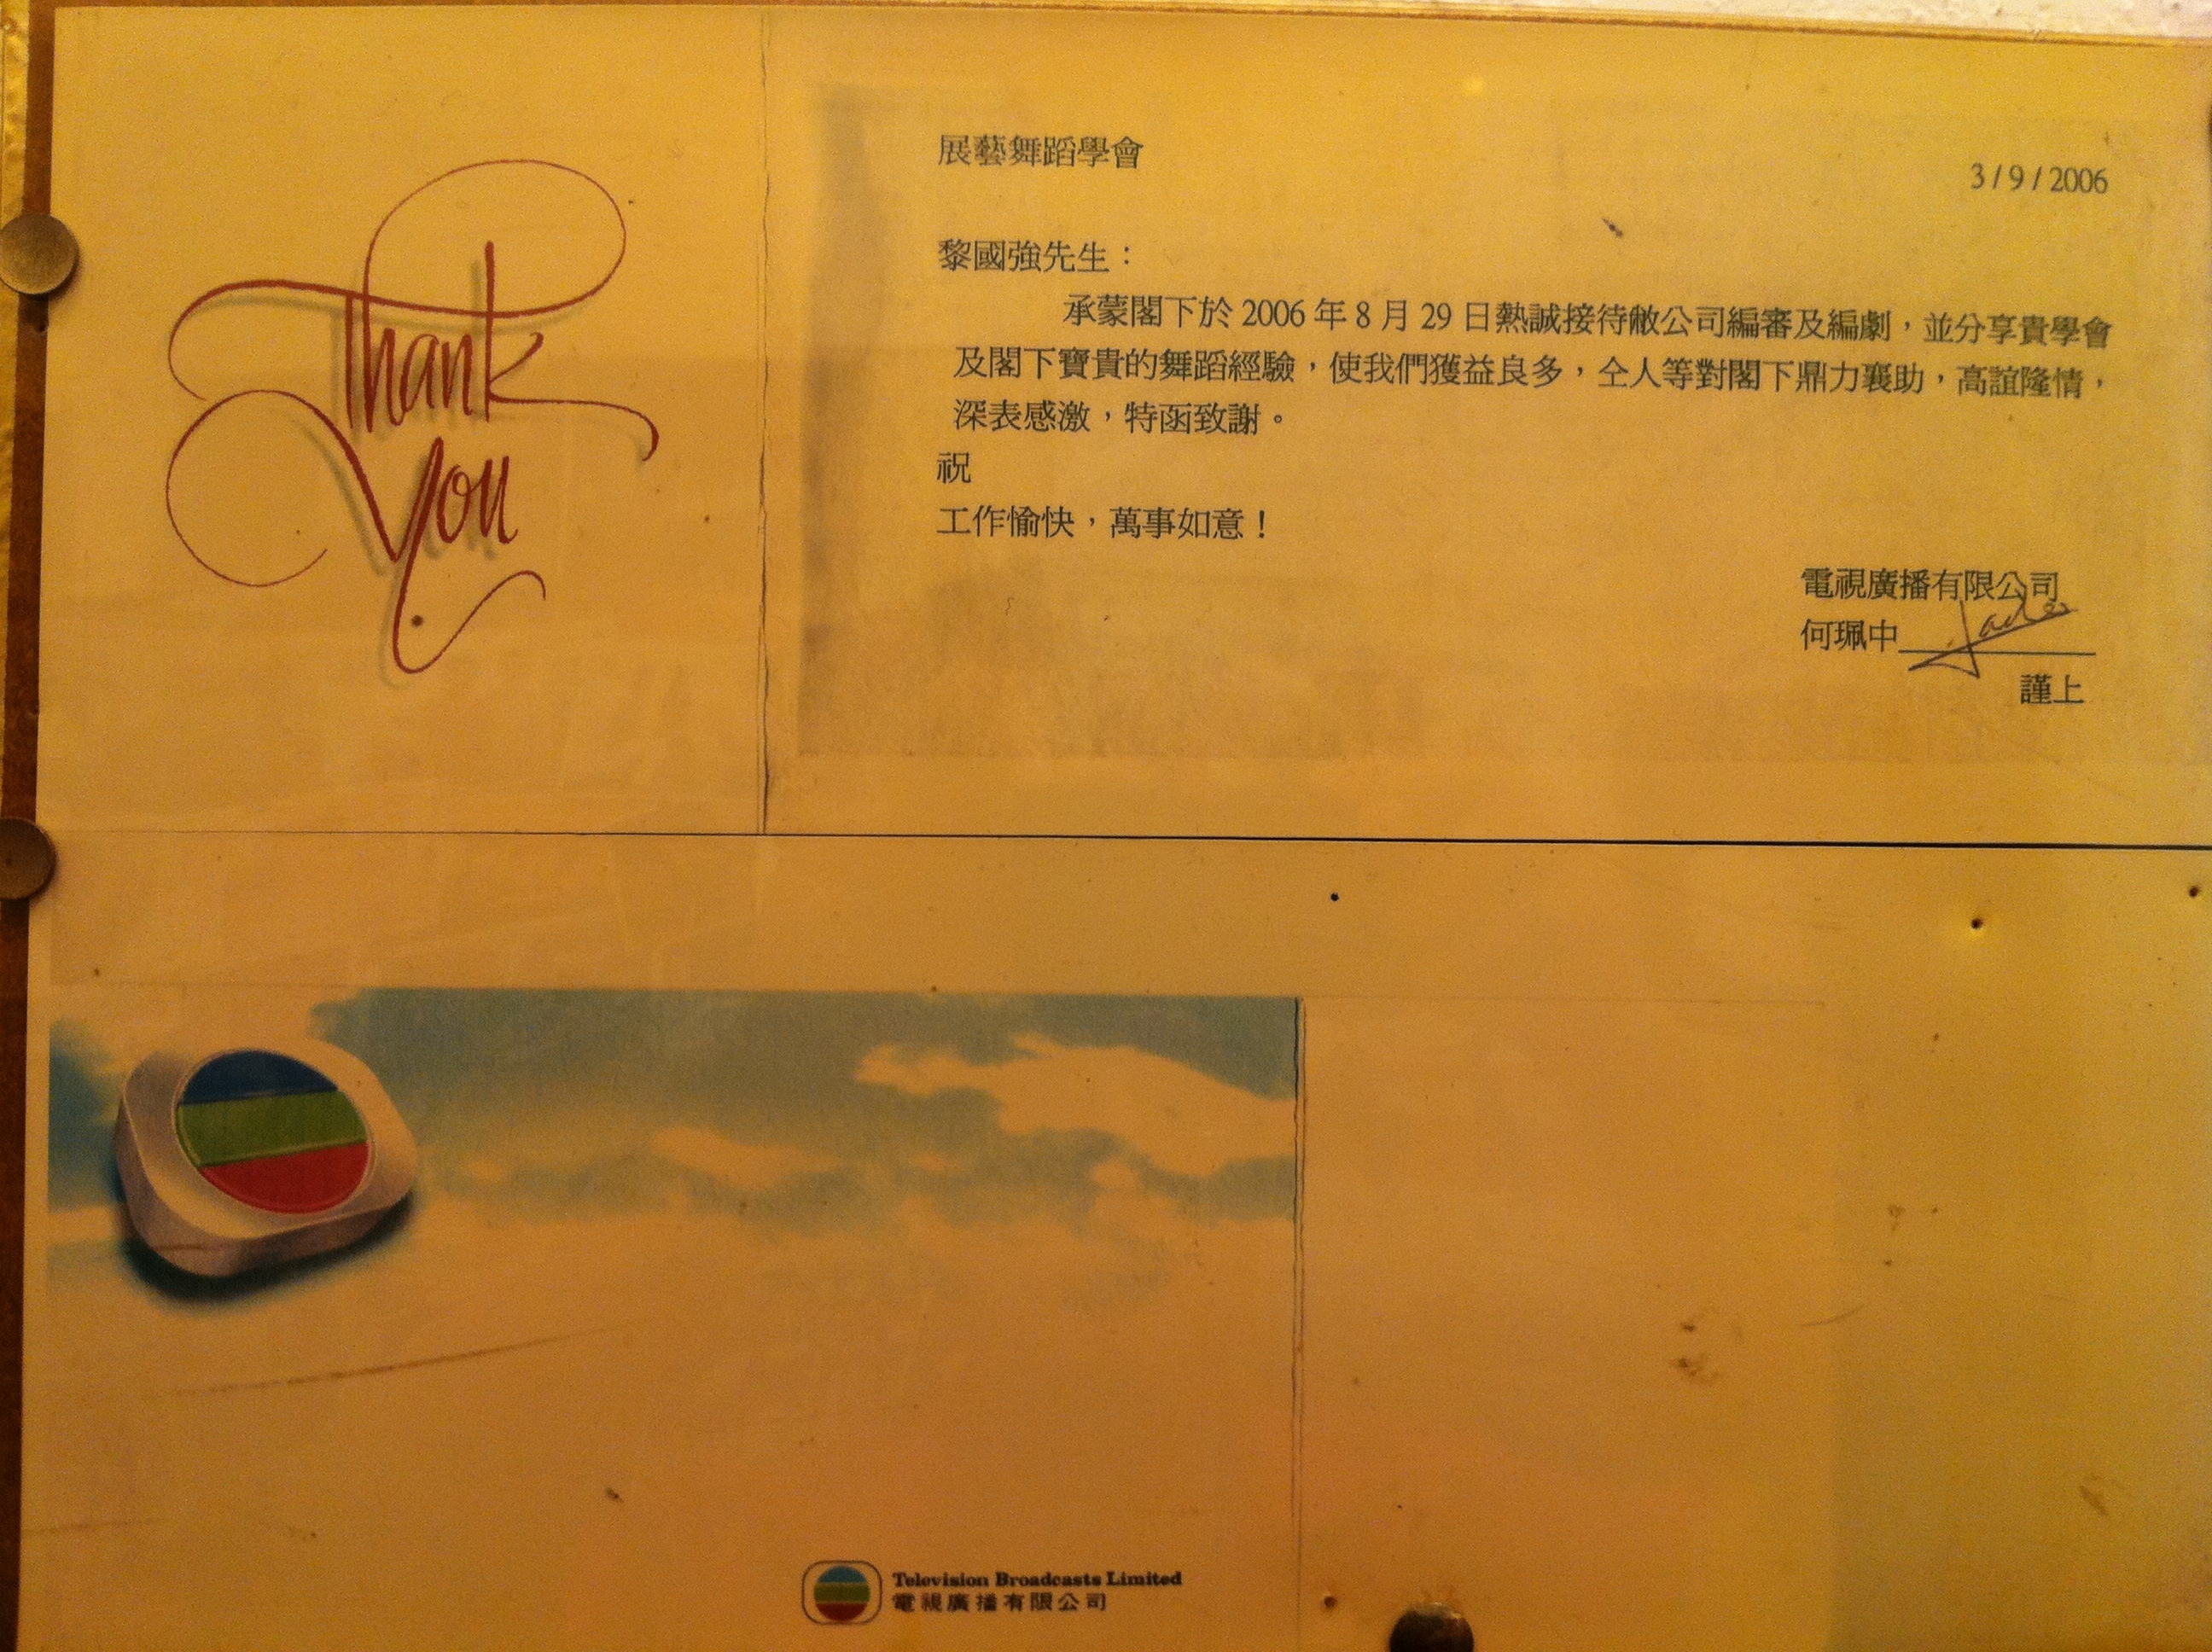 Thank
You
展藝舞蹈學會
3 / 9 / 2006
黎國強先生：
承蒙閣下於 2006 年 8 月 29 日熱誠接待敝公司編審及編劇，並分享貴學會
及閣下寶貴的舞蹈經驗，使我們獲益良多，仝人等對閣下鼎力襄助，高誼隆情，
深表感激，特函致謝。
祝
工作愉快，萬事如意！
電視廣播有限公司
何珮中
謹上
Television Broadcasts Limited
電視廣播有限公司